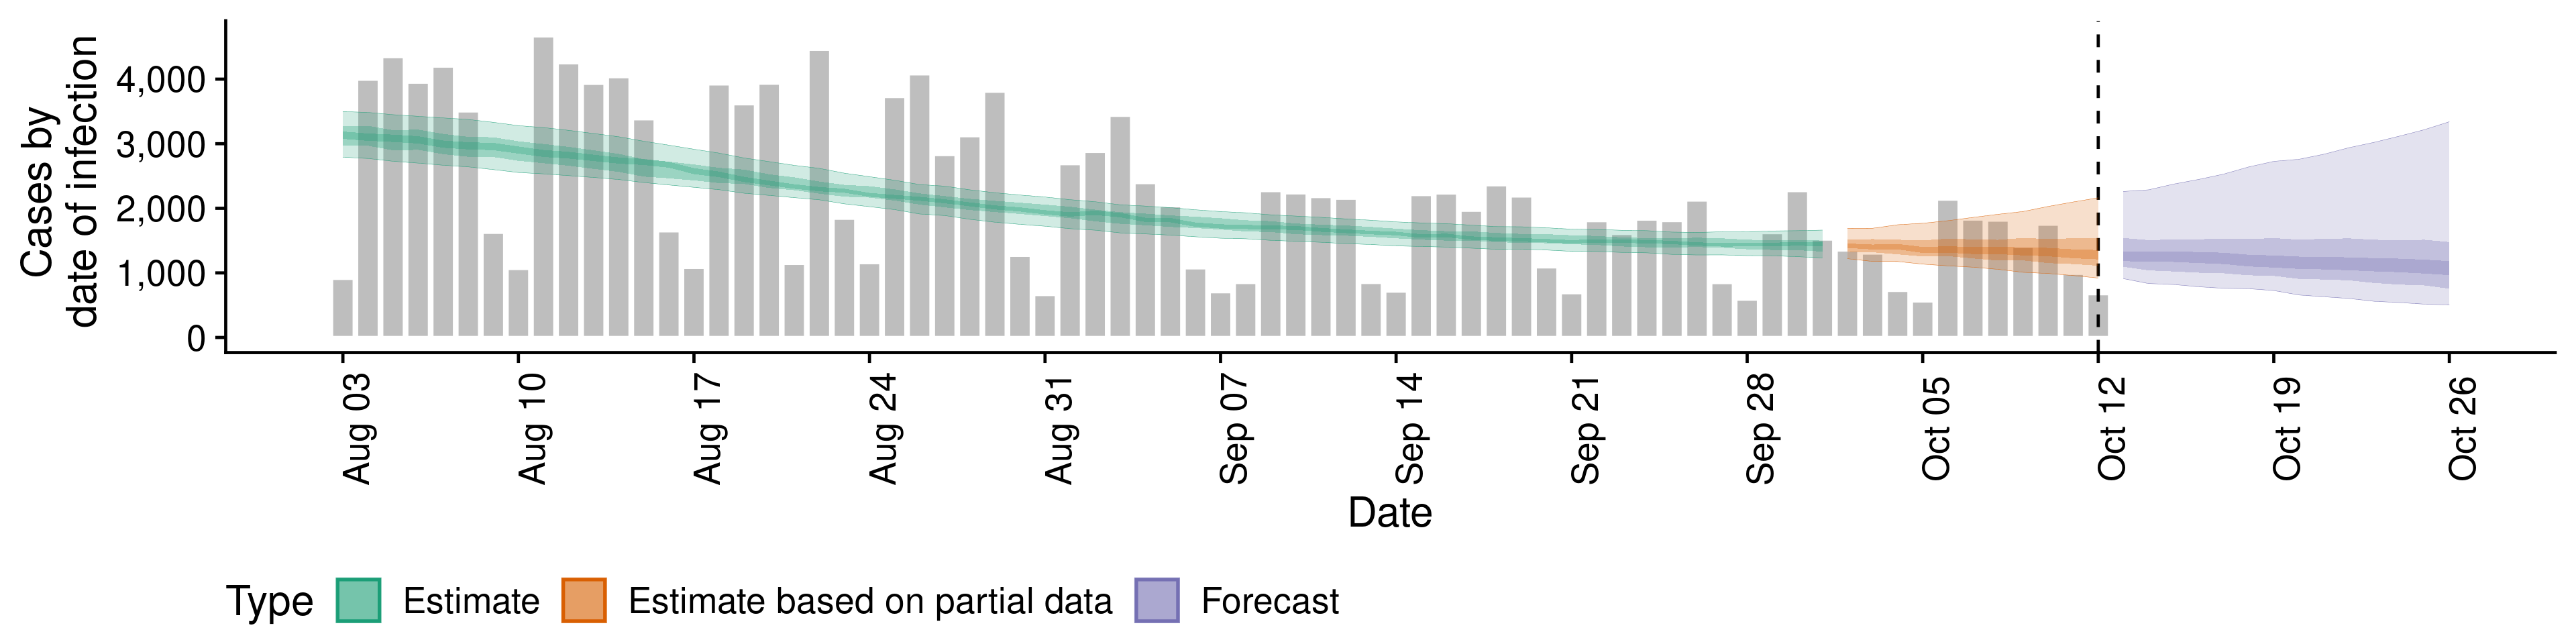 Cases by
date of infection
4,000
3,000
2,000
1,000
0
Aug 03
Aug 10
Aug 17
Aug 24
Aug 31
Sep 07
Sep 14
Sep 21
Sep 28
Oct 05
Oct 12
Oct 19
Oct 26
Date
Type Estimate Estimate based on partial data Forecast